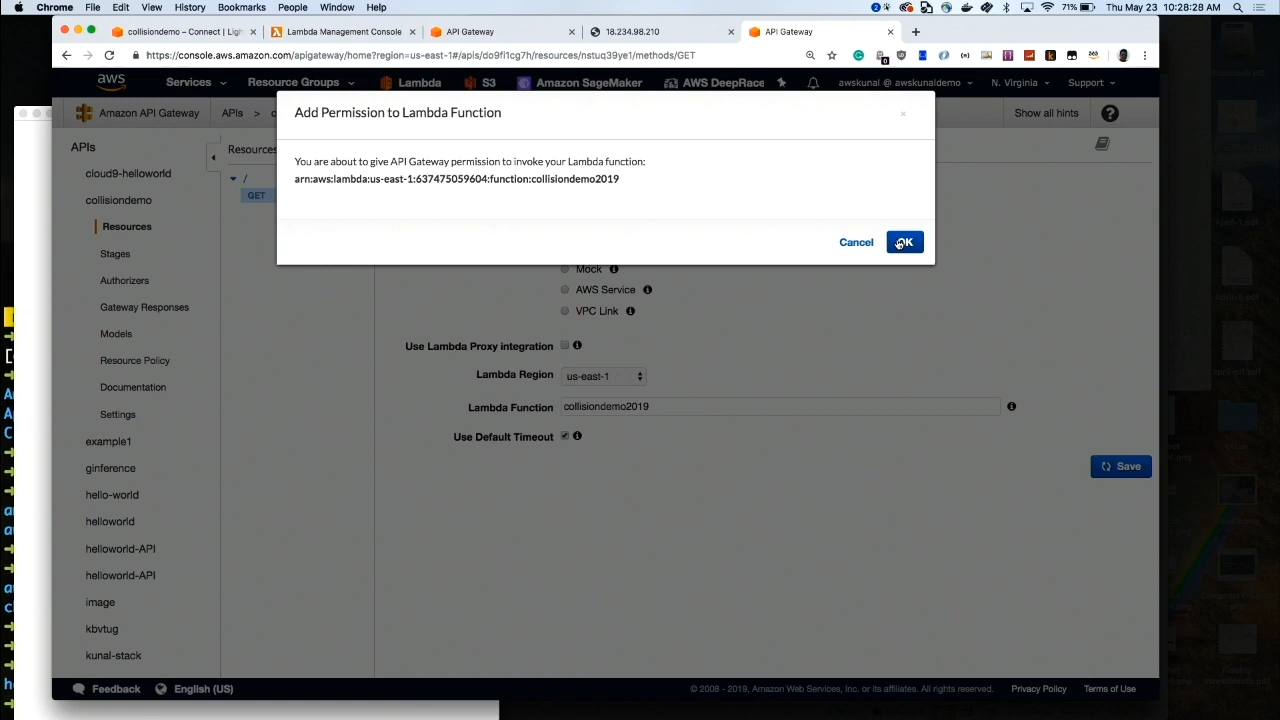 Chrome File Edit View History Bookmarks People Window Help
2 71% Thu May 23 10:28:28 AM
collisiondemo – Connect | Ligh
Lambda Management Console
API Gateway
18.234.98.210
API Gateway
https://console.aws.amazon.com/apigateway/home?region=us-east-1#/apis/do9fi1cg7h/resources/nstuq39ye1/methods/GET
aws Services Resource Groups Lambda S3 Amazon SageMaker AWS DeepRace awskunal @ awskunaldemo N. Virginia Support
Amazon API Gateway APIs > c Show all hints
Add Permission to Lambda Function
You are about to give API Gateway permission to invoke your Lambda function:
arn:aws:lambda:us-east-1:637475059604:function:collisiondemo2019
Cancel OK
APIs
cloud9-helloworld
collisiondemo
Resources
Stages
Authorizers
Gateway Responses
Models
Resource Policy
Documentation
Settings
example1
ginference
hello-world
helloworld
helloworld-API
helloworld-API
image
kbvtug
kunal-stack
Resources
/
GET
Mock
AWS Service
VPC Link
Use Lambda Proxy integration
Lambda Region us-east-1
Lambda Function collisiondemo2019
Use Default Timeout
Save
Feedback English (US)
© 2008 - 2019, Amazon Web Services, Inc. or its affiliates. All rights reserved. Privacy Policy Terms of Use